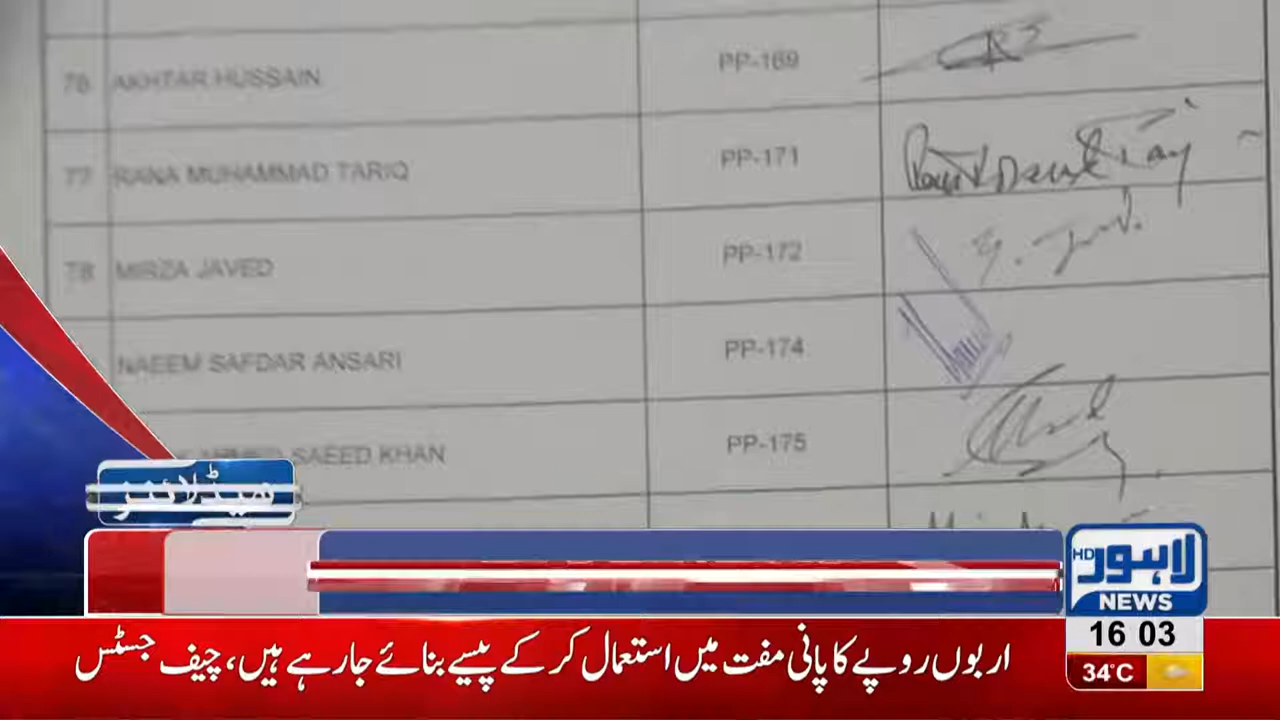 76 AKHTAR HUSSAIN PP-169
77 RANA MUHAMMAD TARIQ PP-171
78 MIRZA JAVED PP-172
NAEEM SAFDAR ANSARI PP-174
SAEED KHAN PP-175
ہیڈلائنز
HD لاہور
NEWS
16 03
اربوں روپے کا پانی مفت میں استعمال کر کے پیسے بنائے جا رہے ہیں، چیف جسٹس
34°C